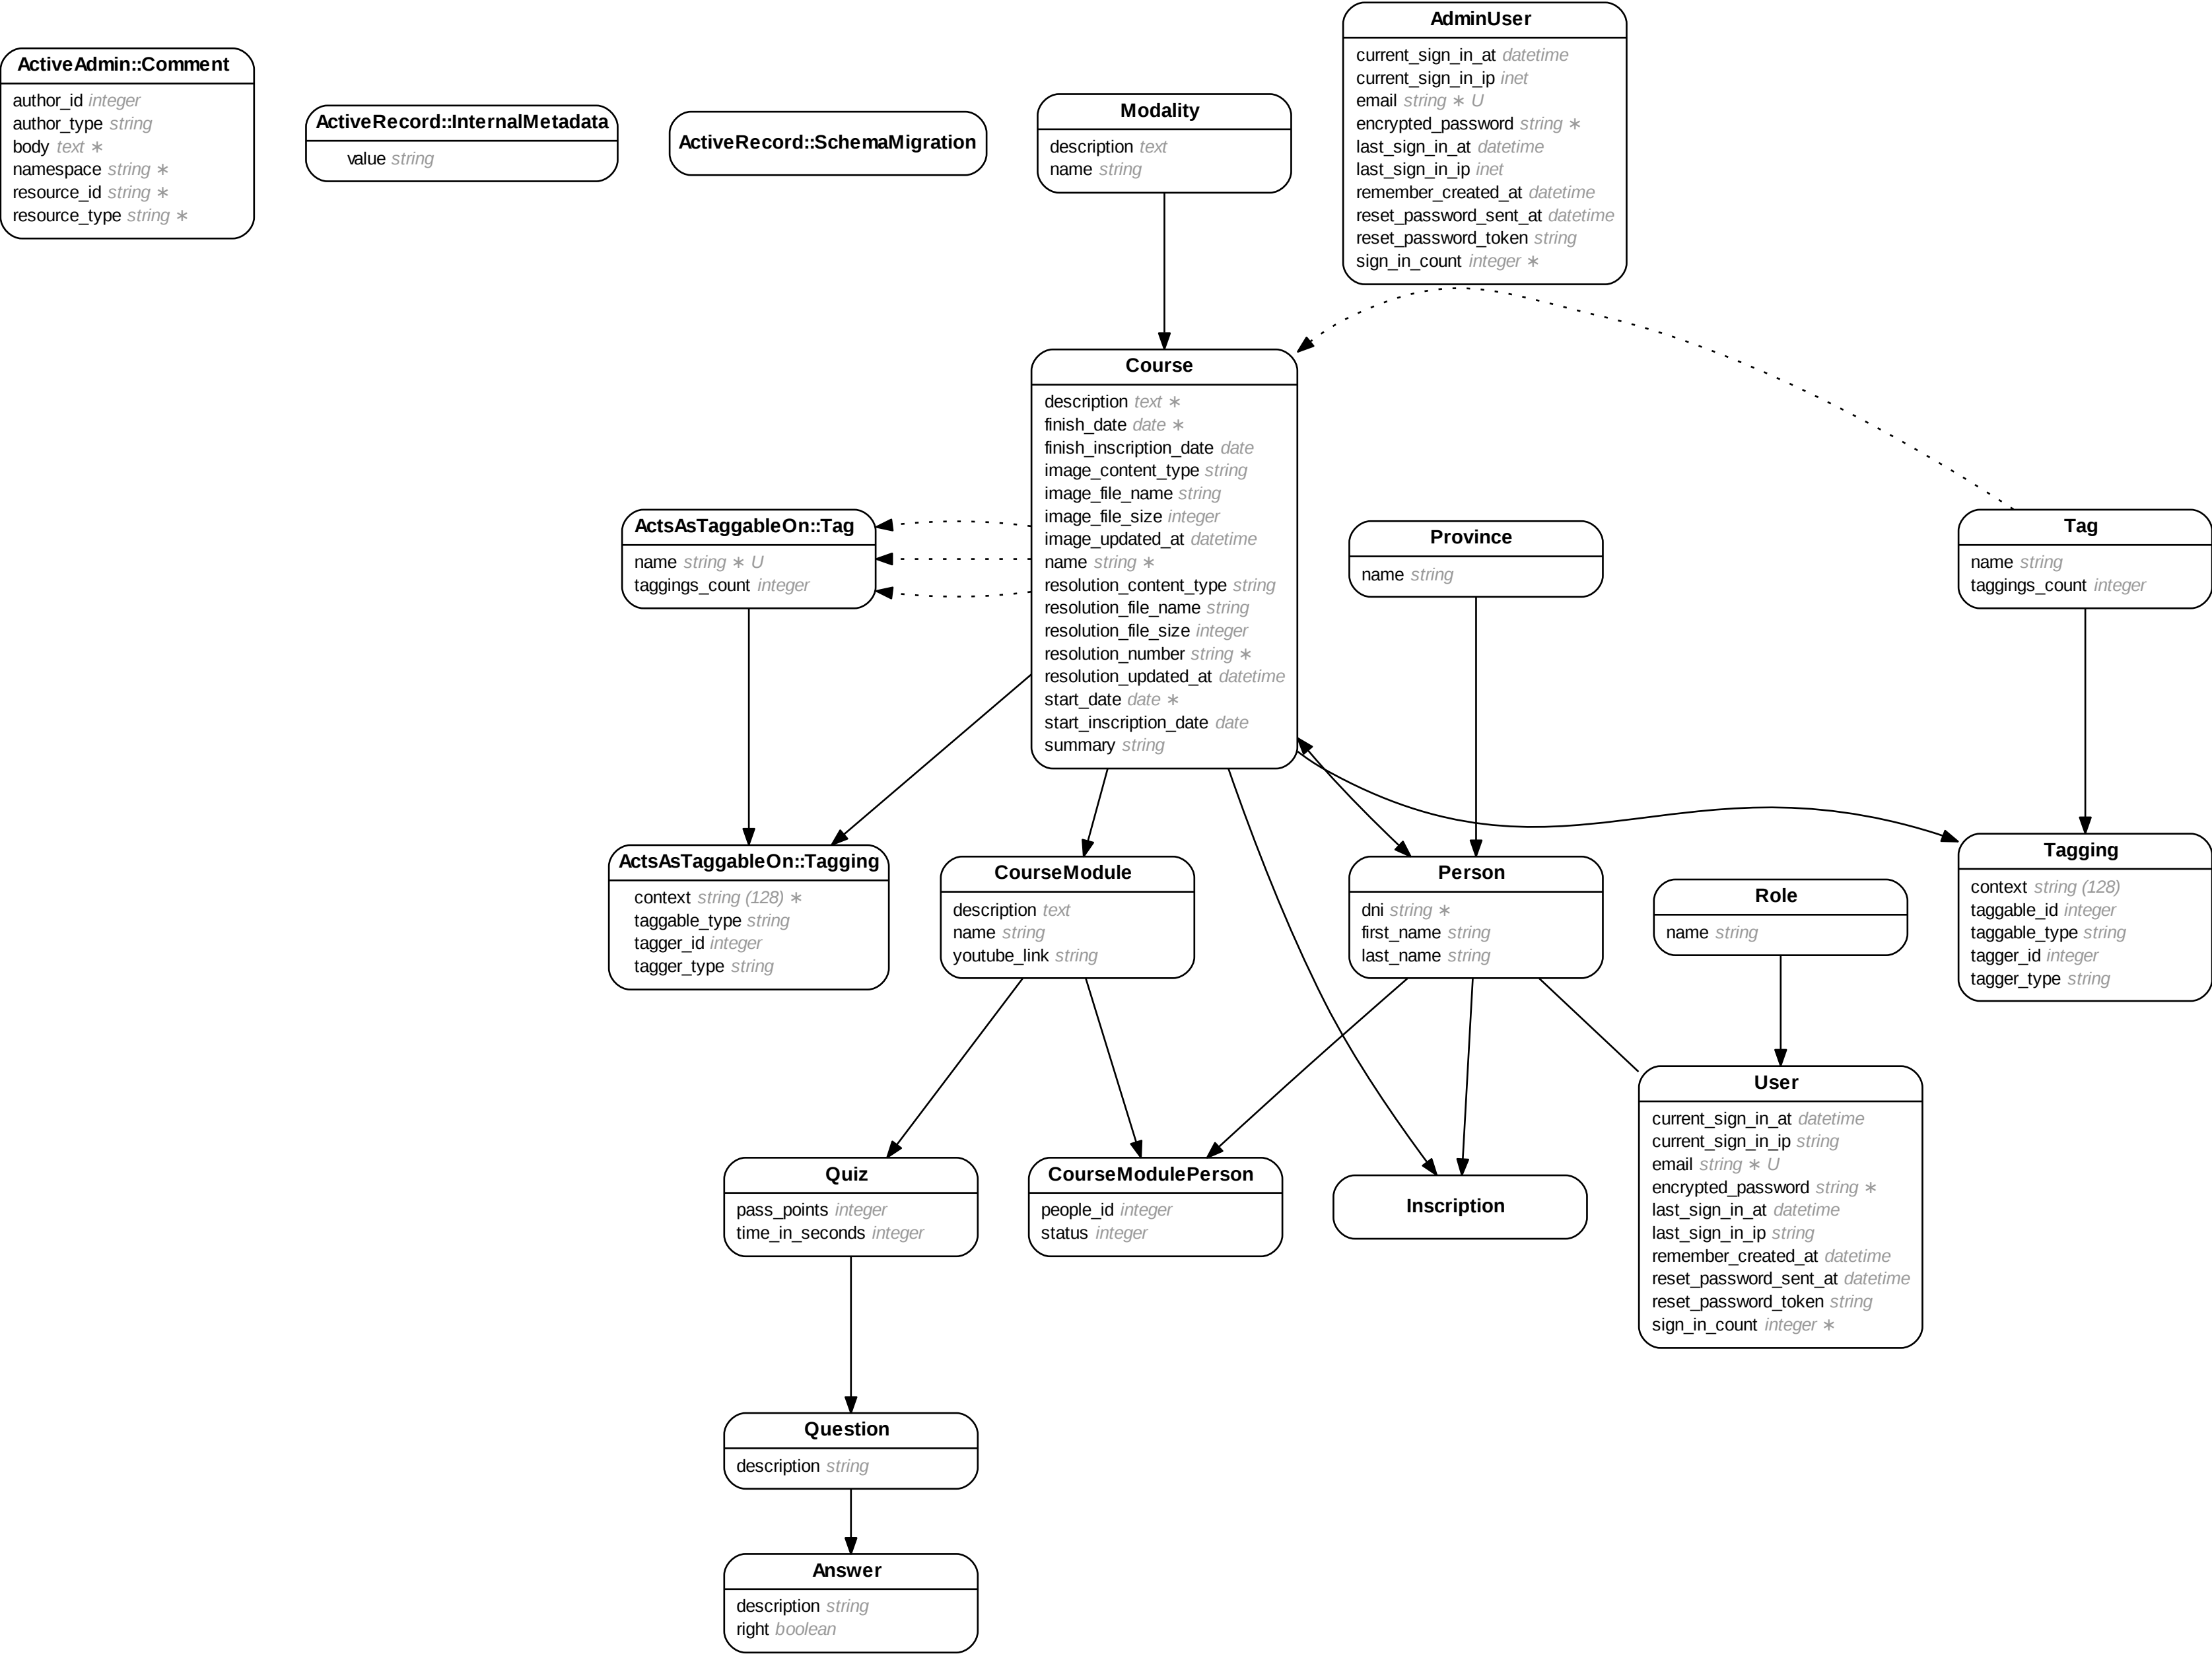 ActiveAdmin::Comment
author_id integer
author_type string
body text ∗
namespace string ∗
resource_id string ∗
resource_type string ∗
ActiveRecord::InternalMetadata
value string
ActiveRecord::SchemaMigration
Modality
description text
name string
AdminUser
current_sign_in_at datetime
current_sign_in_ip inet
email string ∗ U
encrypted_password string ∗
last_sign_in_at datetime
last_sign_in_ip inet
remember_created_at datetime
reset_password_sent_at datetime
reset_password_token string
sign_in_count integer ∗
Course
description text ∗
finish_date date ∗
finish_inscription_date date
image_content_type string
image_file_name string
image_file_size integer
image_updated_at datetime
name string ∗
resolution_content_type string
resolution_file_name string
resolution_file_size integer
resolution_number string ∗
resolution_updated_at datetime
start_date date ∗
start_inscription_date date
summary string
ActsAsTaggableOn::Tag
name string ∗ U
taggings_count integer
Province
name string
Tag
name string
taggings_count integer
ActsAsTaggableOn::Tagging
context string (128) ∗
taggable_type string
tagger_id integer
tagger_type string
CourseModule
description text
name string
youtube_link string
Person
dni string ∗
first_name string
last_name string
Role
name string
Tagging
context string (128)
taggable_id integer
taggable_type string
tagger_id integer
tagger_type string
Quiz
pass_points integer
time_in_seconds integer
CourseModulePerson
people_id integer
status integer
Inscription
User
current_sign_in_at datetime
current_sign_in_ip string
email string ∗ U
encrypted_password string ∗
last_sign_in_at datetime
last_sign_in_ip string
remember_created_at datetime
reset_password_sent_at datetime
reset_password_token string
sign_in_count integer ∗
Question
description string
Answer
description string
right boolean